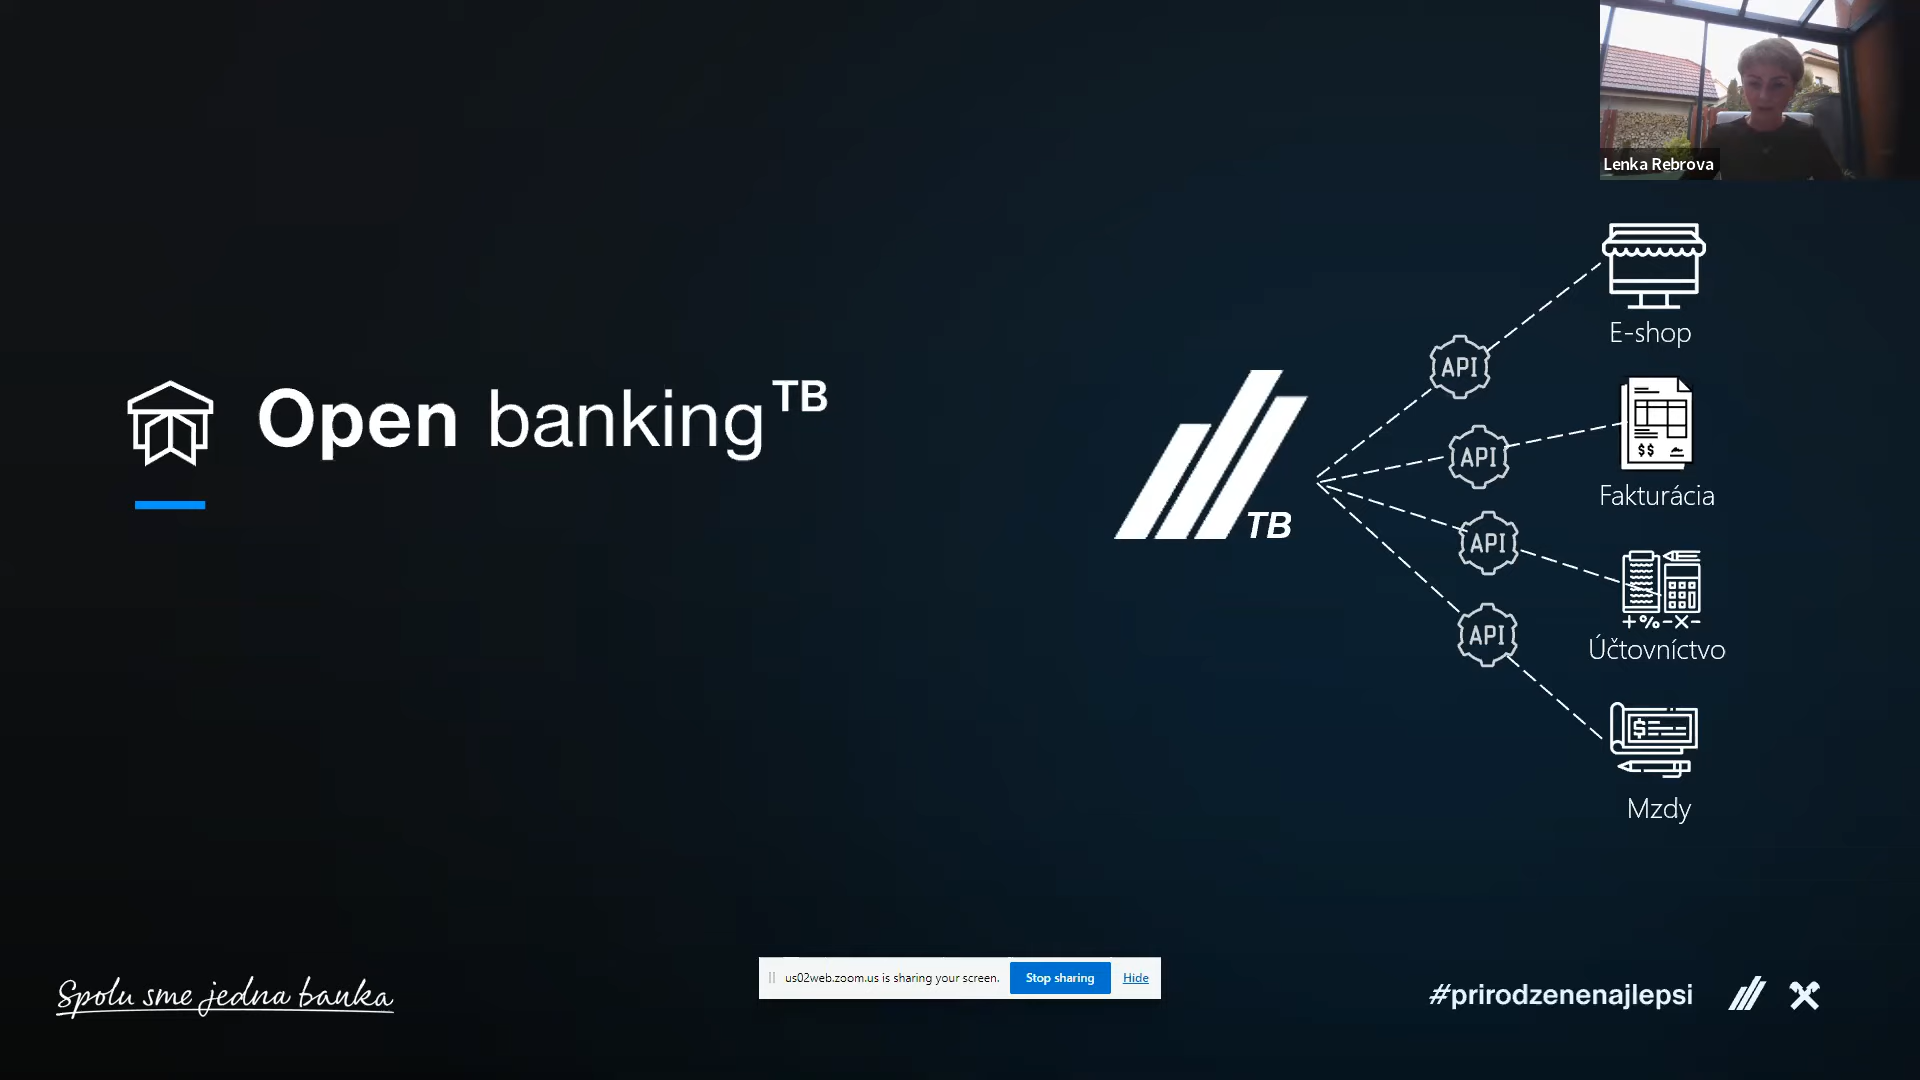 Lenka Rebrova
Open banking TB
TB
API
API
API
API
E-shop
$$
Fakturácia
+%-×-
Účtovníctvo
$
Mzdy
Spolu sme jedna banka
us02web.zoom.us is sharing your screen.
Stop sharing
Hide
#prirodzenenajlepsi